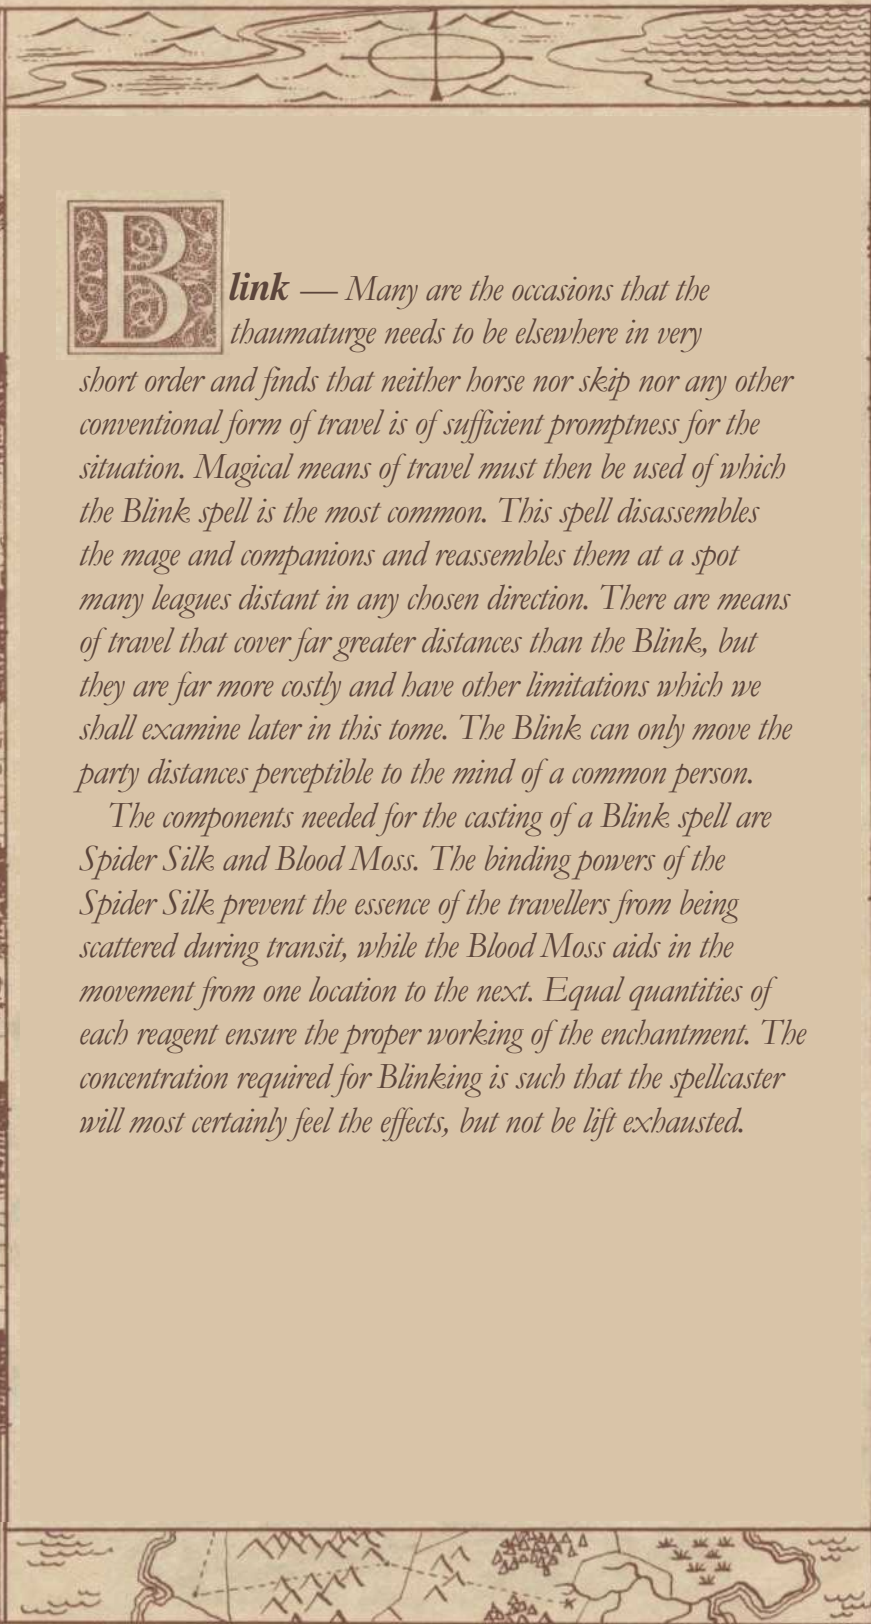 Blink — Many are the occasions that the
thaumaturge needs to be elsewhere in very
short order and finds that neither horse nor skip nor any other
conventional form of travel is of sufficient promptness for the
situation. Magical means of travel must then be used of which
the Blink spell is the most common. This spell disassembles
the mage and companions and reassembles them at a spot
many leagues distant in any chosen direction. There are means
of travel that cover far greater distances than the Blink, but
they are far more costly and have other limitations which we
shall examine later in this tome. The Blink can only move the
party distances perceptible to the mind of a common person.
The components needed for the casting of a Blink spell are
Spider Silk and Blood Moss. The binding powers of the
Spider Silk prevent the essence of the travellers from being
scattered during transit, while the Blood Moss aids in the
movement from one location to the next. Equal quantities of
each reagent ensure the proper working of the enchantment. The
concentration required for Blinking is such that the spellcaster
will most certainly feel the effects, but not be lift exhausted.